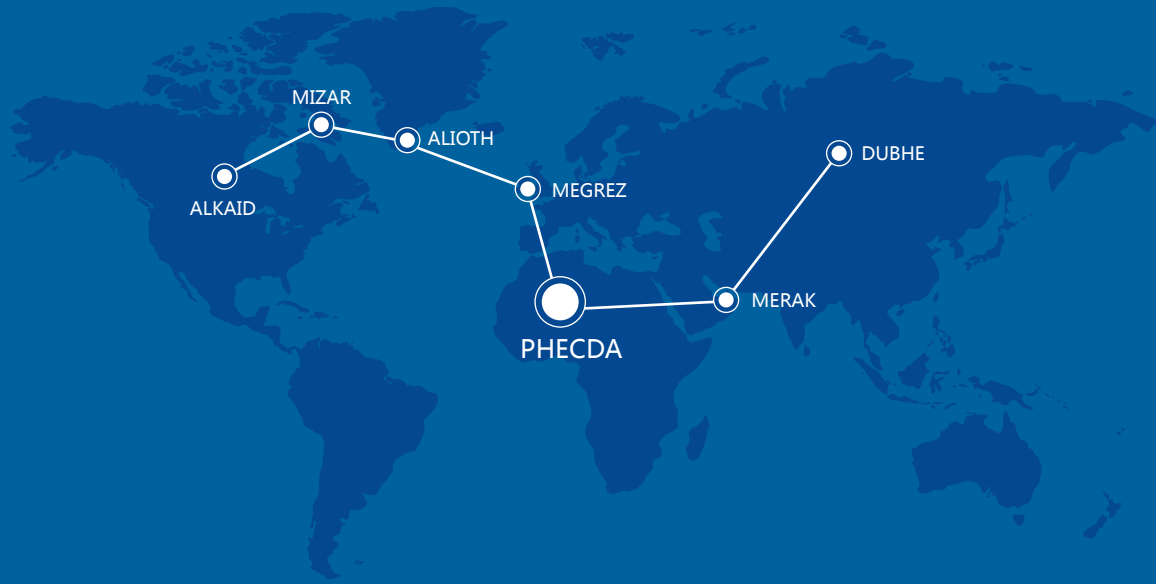 MIZAR
ALIOTH
DUBHE
MEGREZ
ALKAID
MERAK
PHECDA